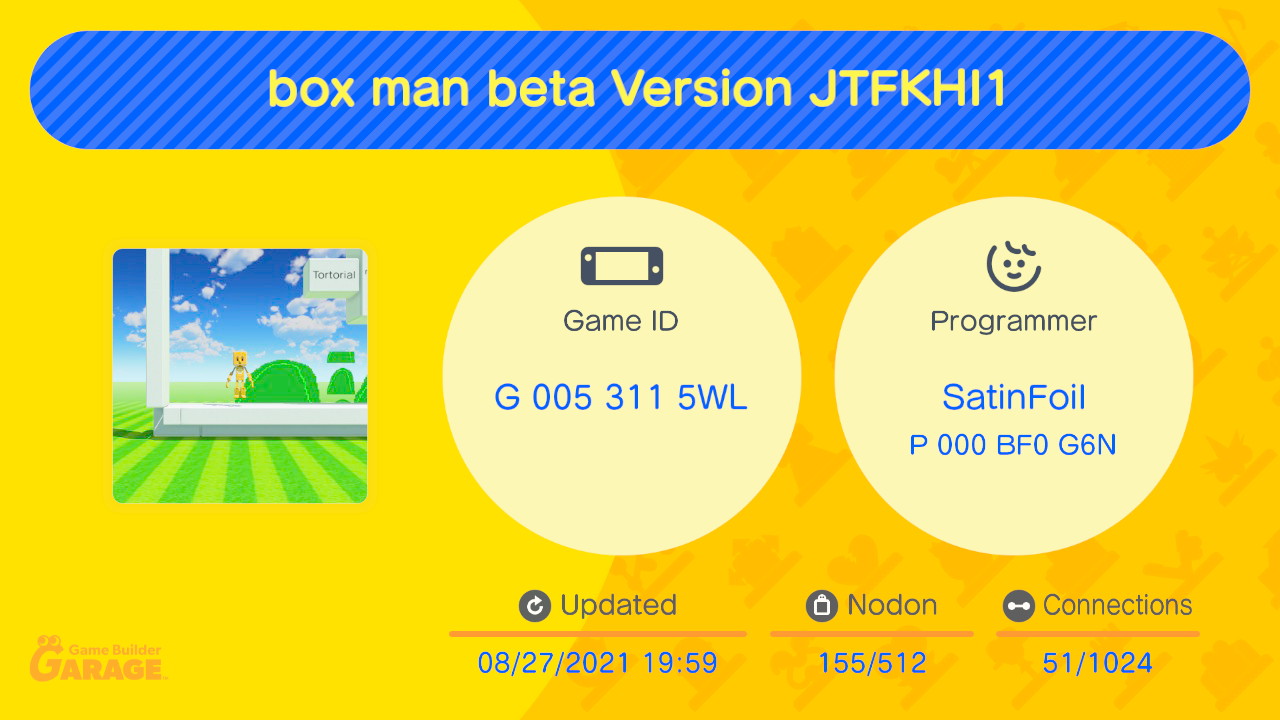 box man beta Version JTFKHI1
Tortorial
Game ID
G 005 311 5WL
Programmer
SatinFoil
P 000 BF0 G6N
Updated
08/27/2021 19:59
Nodon
155/512
Connections
51/1024
Game Builder
GARAGE